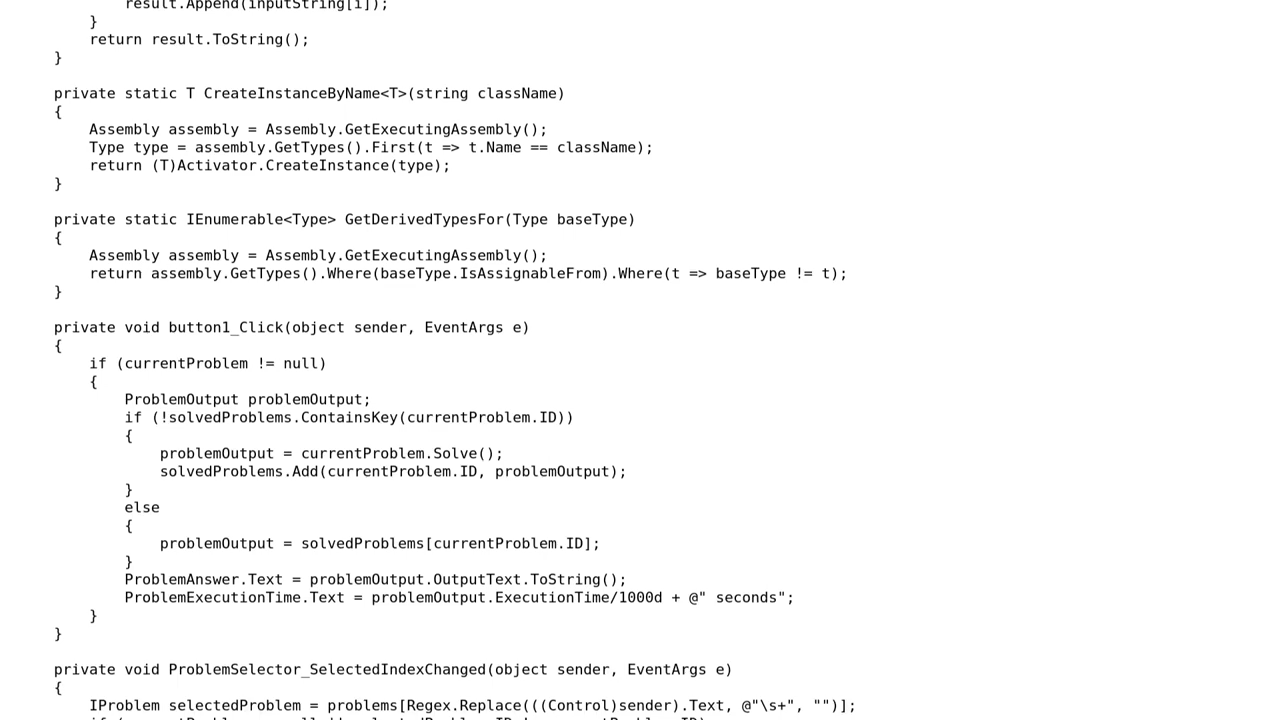 result.Append(inputString[i]);
}
return result.ToString();
}
private static T CreateInstanceByName<T>(string className)
{
Assembly assembly = Assembly.GetExecutingAssembly();
Type type = assembly.GetTypes().First(t => t.Name == className);
return (T)Activator.CreateInstance(type);
}
private static IEnumerable<Type> GetDerivedTypesFor(Type baseType)
{
Assembly assembly = Assembly.GetExecutingAssembly();
return assembly.GetTypes().Where(baseType.IsAssignableFrom).Where(t => baseType != t);
}
private void button1_Click(object sender, EventArgs e)
{
if (currentProblem != null)
{
ProblemOutput problemOutput;
if (!solvedProblems.ContainsKey(currentProblem.ID))
{
problemOutput = currentProblem.Solve();
solvedProblems.Add(currentProblem.ID, problemOutput);
}
else
{
problemOutput = solvedProblems[currentProblem.ID];
}
ProblemAnswer.Text = problemOutput.OutputText.ToString();
ProblemExecutionTime.Text = problemOutput.ExecutionTime/1000d + @" seconds";
}
}
private void ProblemSelector_SelectedIndexChanged(object sender, EventArgs e)
{
IProblem selectedProblem = problems[Regex.Replace(((Control)sender).Text, @"\s+", "")];